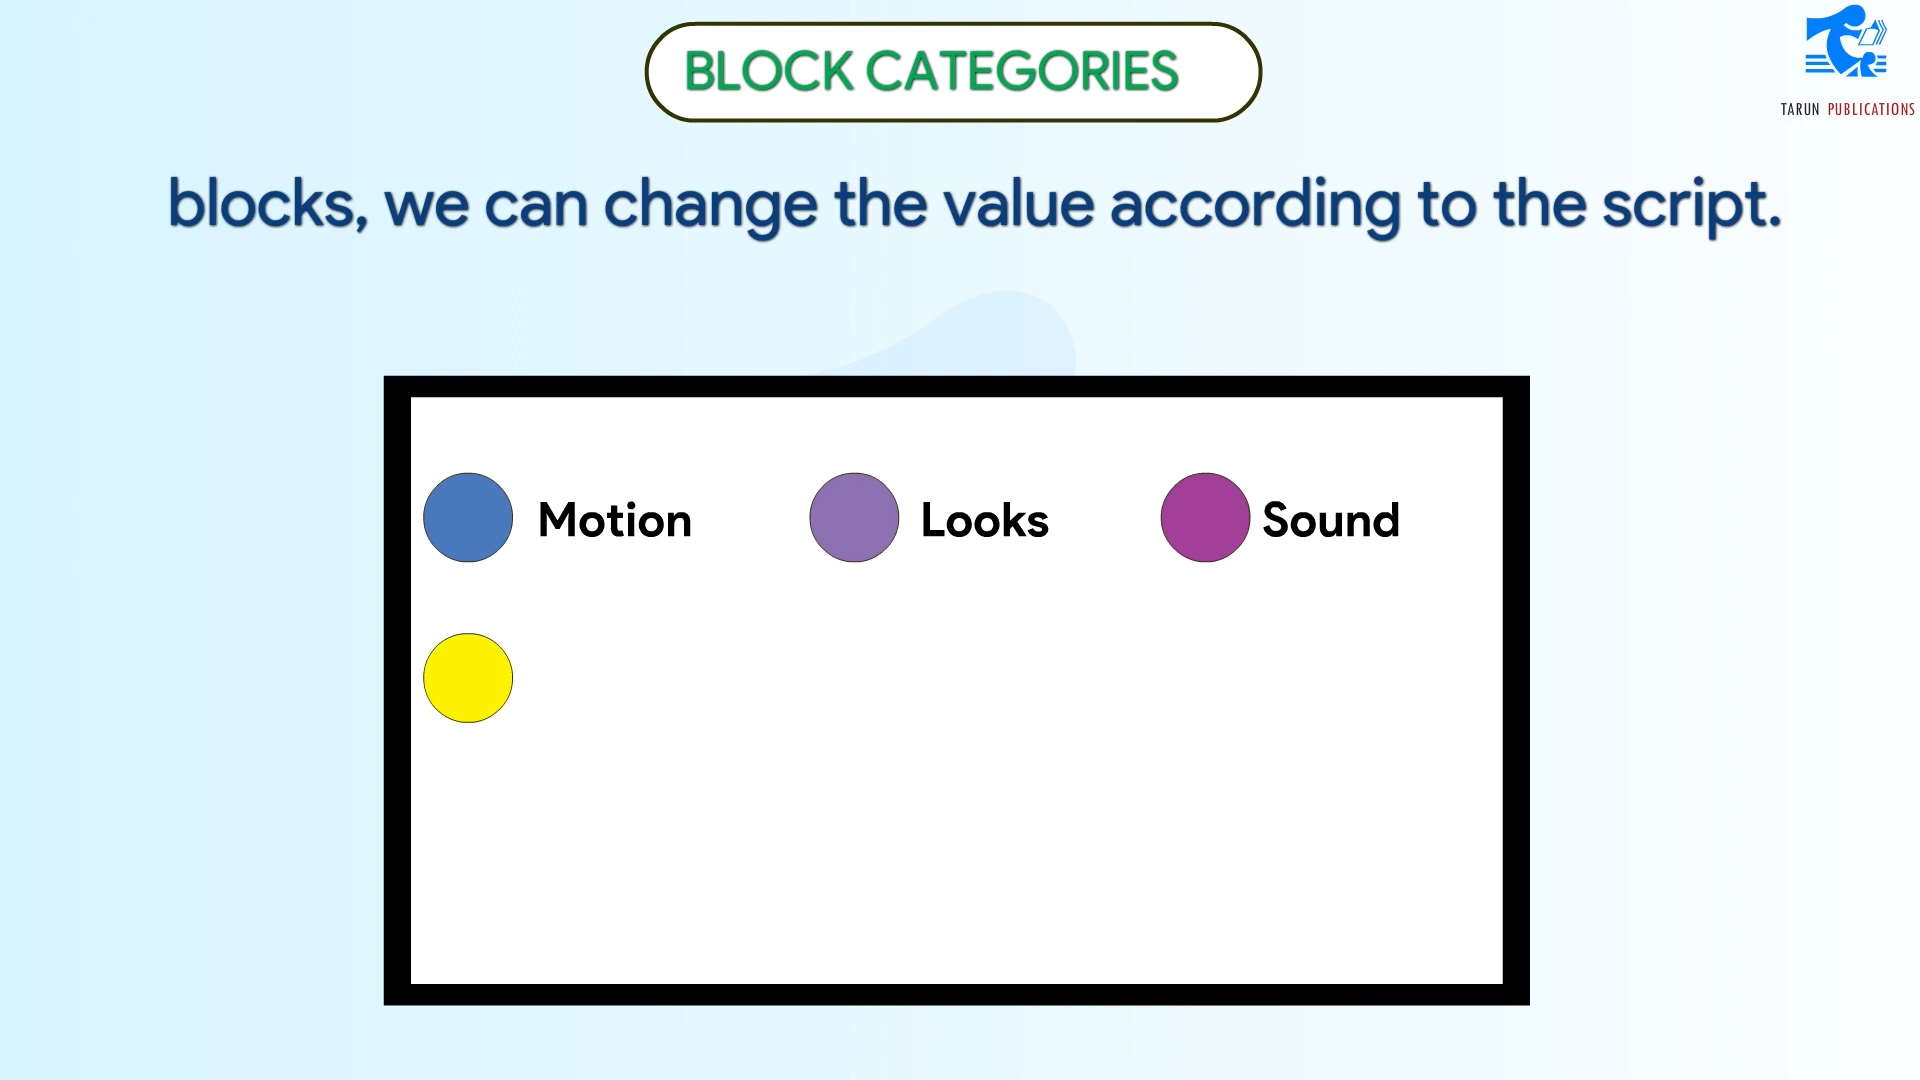 BLOCK CATEGORIES
TARUN PUBLICATIONS
blocks, we can change the value according to the script.
Motion
Looks
Sound